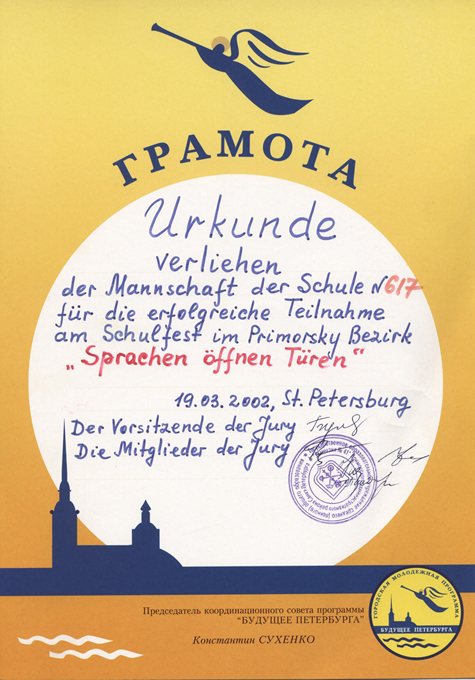 ГРАМОТА
Urkunde
verliehen
der Mannschaft der Schule N617
für die erfolgreiche Teilnahme
am Schulfest im Primorsky Bezirk
„Sprachen öffnen Türen“
19.03.2002, St. Petersburg
Der Vorsitzende der Jury
Die Mitglieder der Jury
Председатель координационного совета программы
"БУДУЩЕЕ ПЕТЕРБУРГА"
Константин СУХЕНКО
ГОРОДСКАЯ МОЛОДЕЖНАЯ ПРОГРАММА
БУДУЩЕЕ ПЕТЕРБУРГА